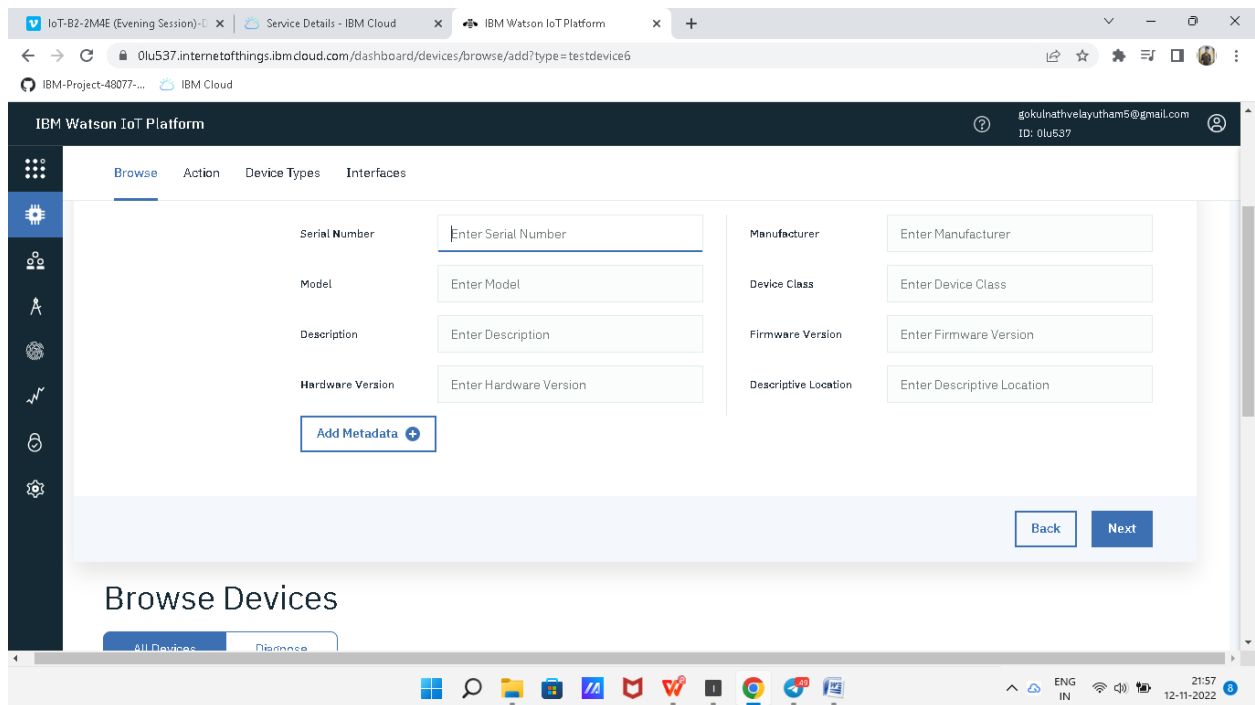 IoT-B2-2M4E (Evening Session)-D
Service Details - IBM Cloud
IBM Watson IoT Platform
0lu537.internetofthings.ibmcloud.com/dashboard/devices/browse/add?type=testdevice6
IBM-Project-48077-...
IBM Cloud
IBM Watson IoT Platform
gokulnathvelayutham5@gmail.com
ID: 0lu537
Browse Action Device Types Interfaces
Serial Number Enter Serial Number Manufacturer Enter Manufacturer
Model Enter Model Device Class Enter Device Class
Description Enter Description Firmware Version Enter Firmware Version
Hardware Version Enter Hardware Version Descriptive Location Enter Descriptive Location
Add Metadata
Back Next
Browse Devices
All Devices Diagnose
49
ENG
IN
21:57
12-11-2022
8